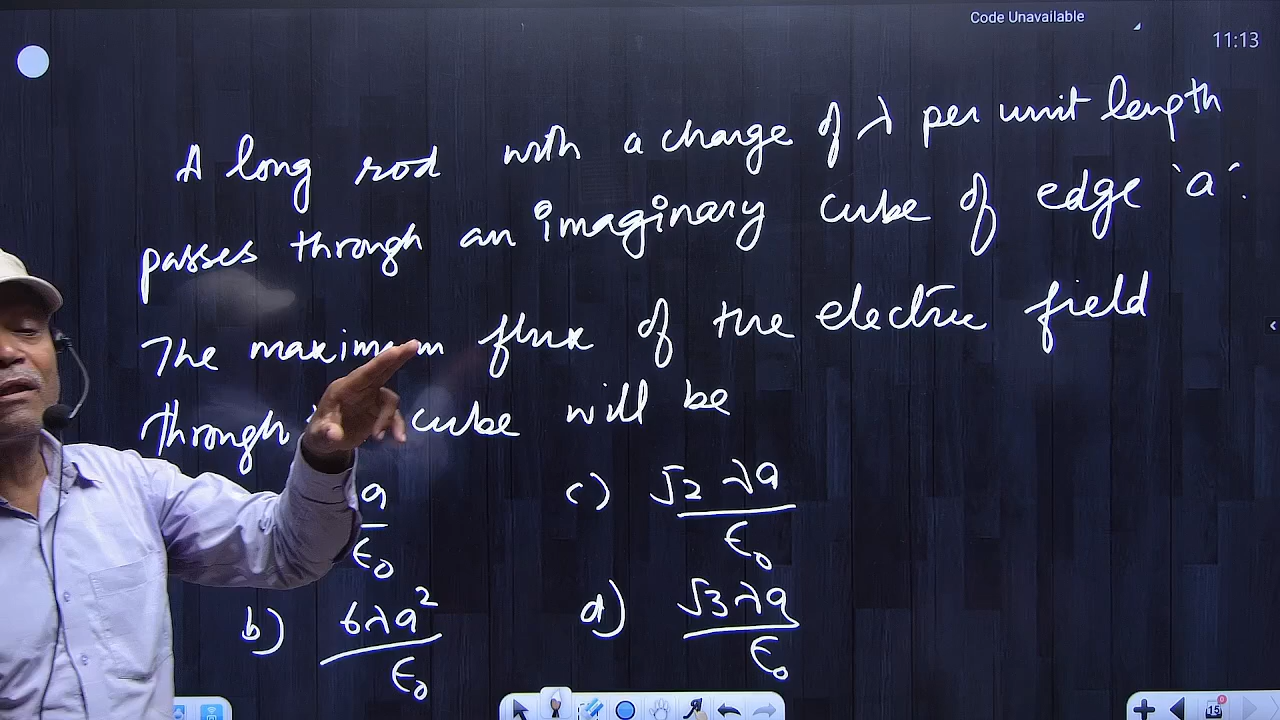 Code Unavailable
11:13
A long rod with a charge of λ per unit length
passes through an imaginary cube of edge 'a'.
The maximum flux of the electric field
through cube will be
a/ε₀
c) √2 λa/ε₀
b) 6λa²/ε₀
d) √3 λa/ε₀
15